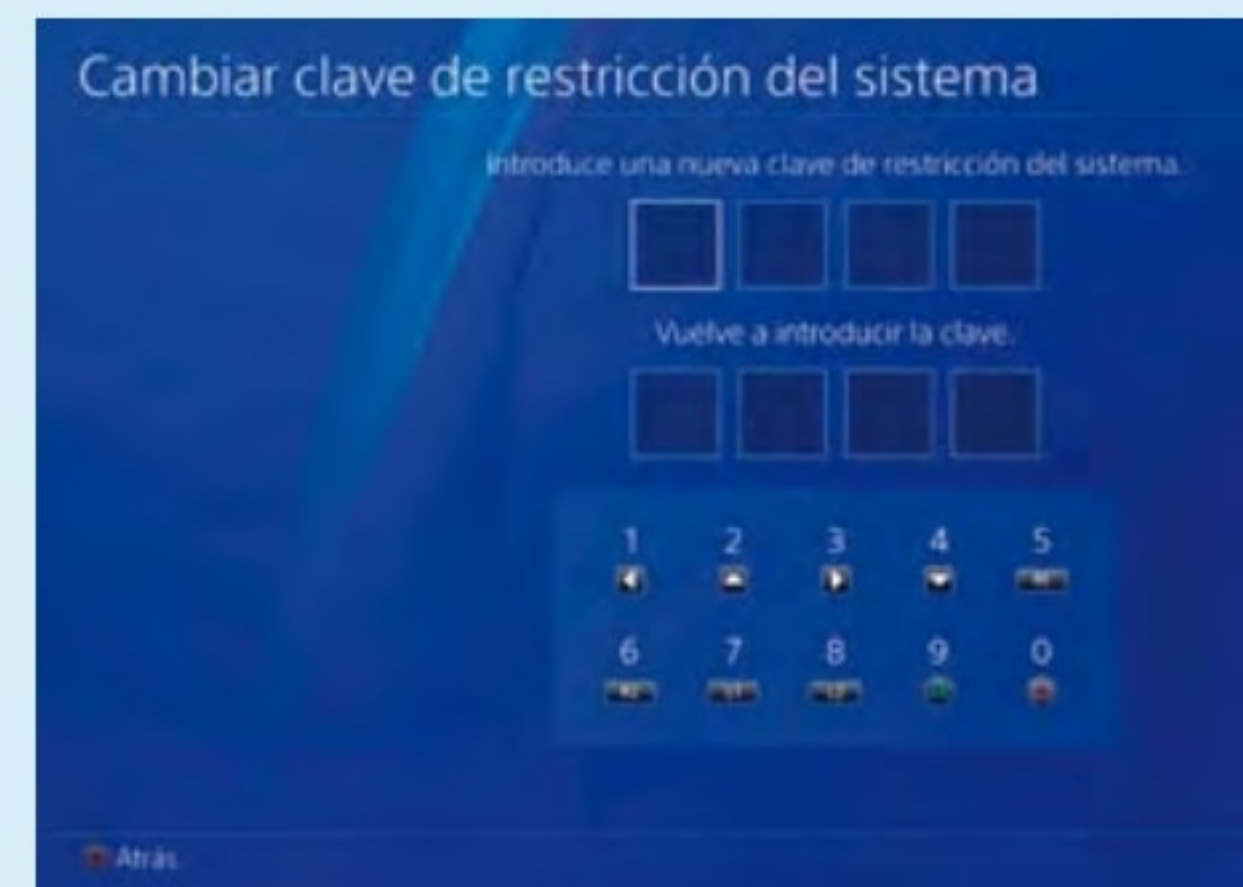 Cambiar clave de restricción del sistema
Introduce una nueva clave de restricción del sistema.
Vuelve a introducir la clave.
1 2 3 4 5
6 7 8 9 0
Atrás